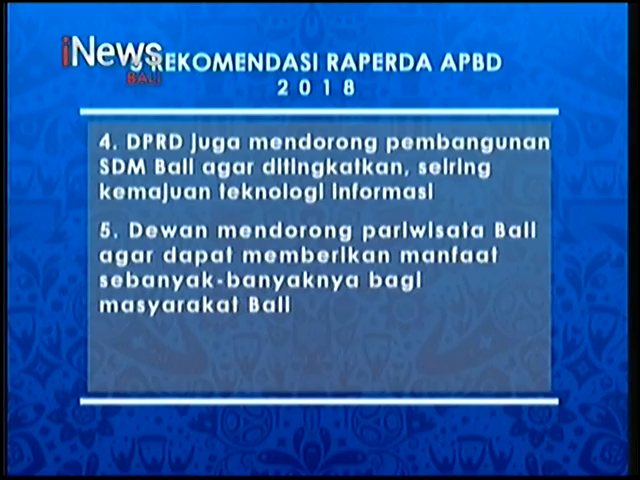 iNews
BALI
REKOMENDASI RAPERDA APBD
2018
4. DPRD juga mendorong pembangunan
SDM Bali agar ditingkatkan, seiring
kemajuan teknologi informasi
5. Dewan mendorong pariwisata Bali
agar dapat memberikan manfaat
sebanyak-banyaknya bagi
masyarakat Bali